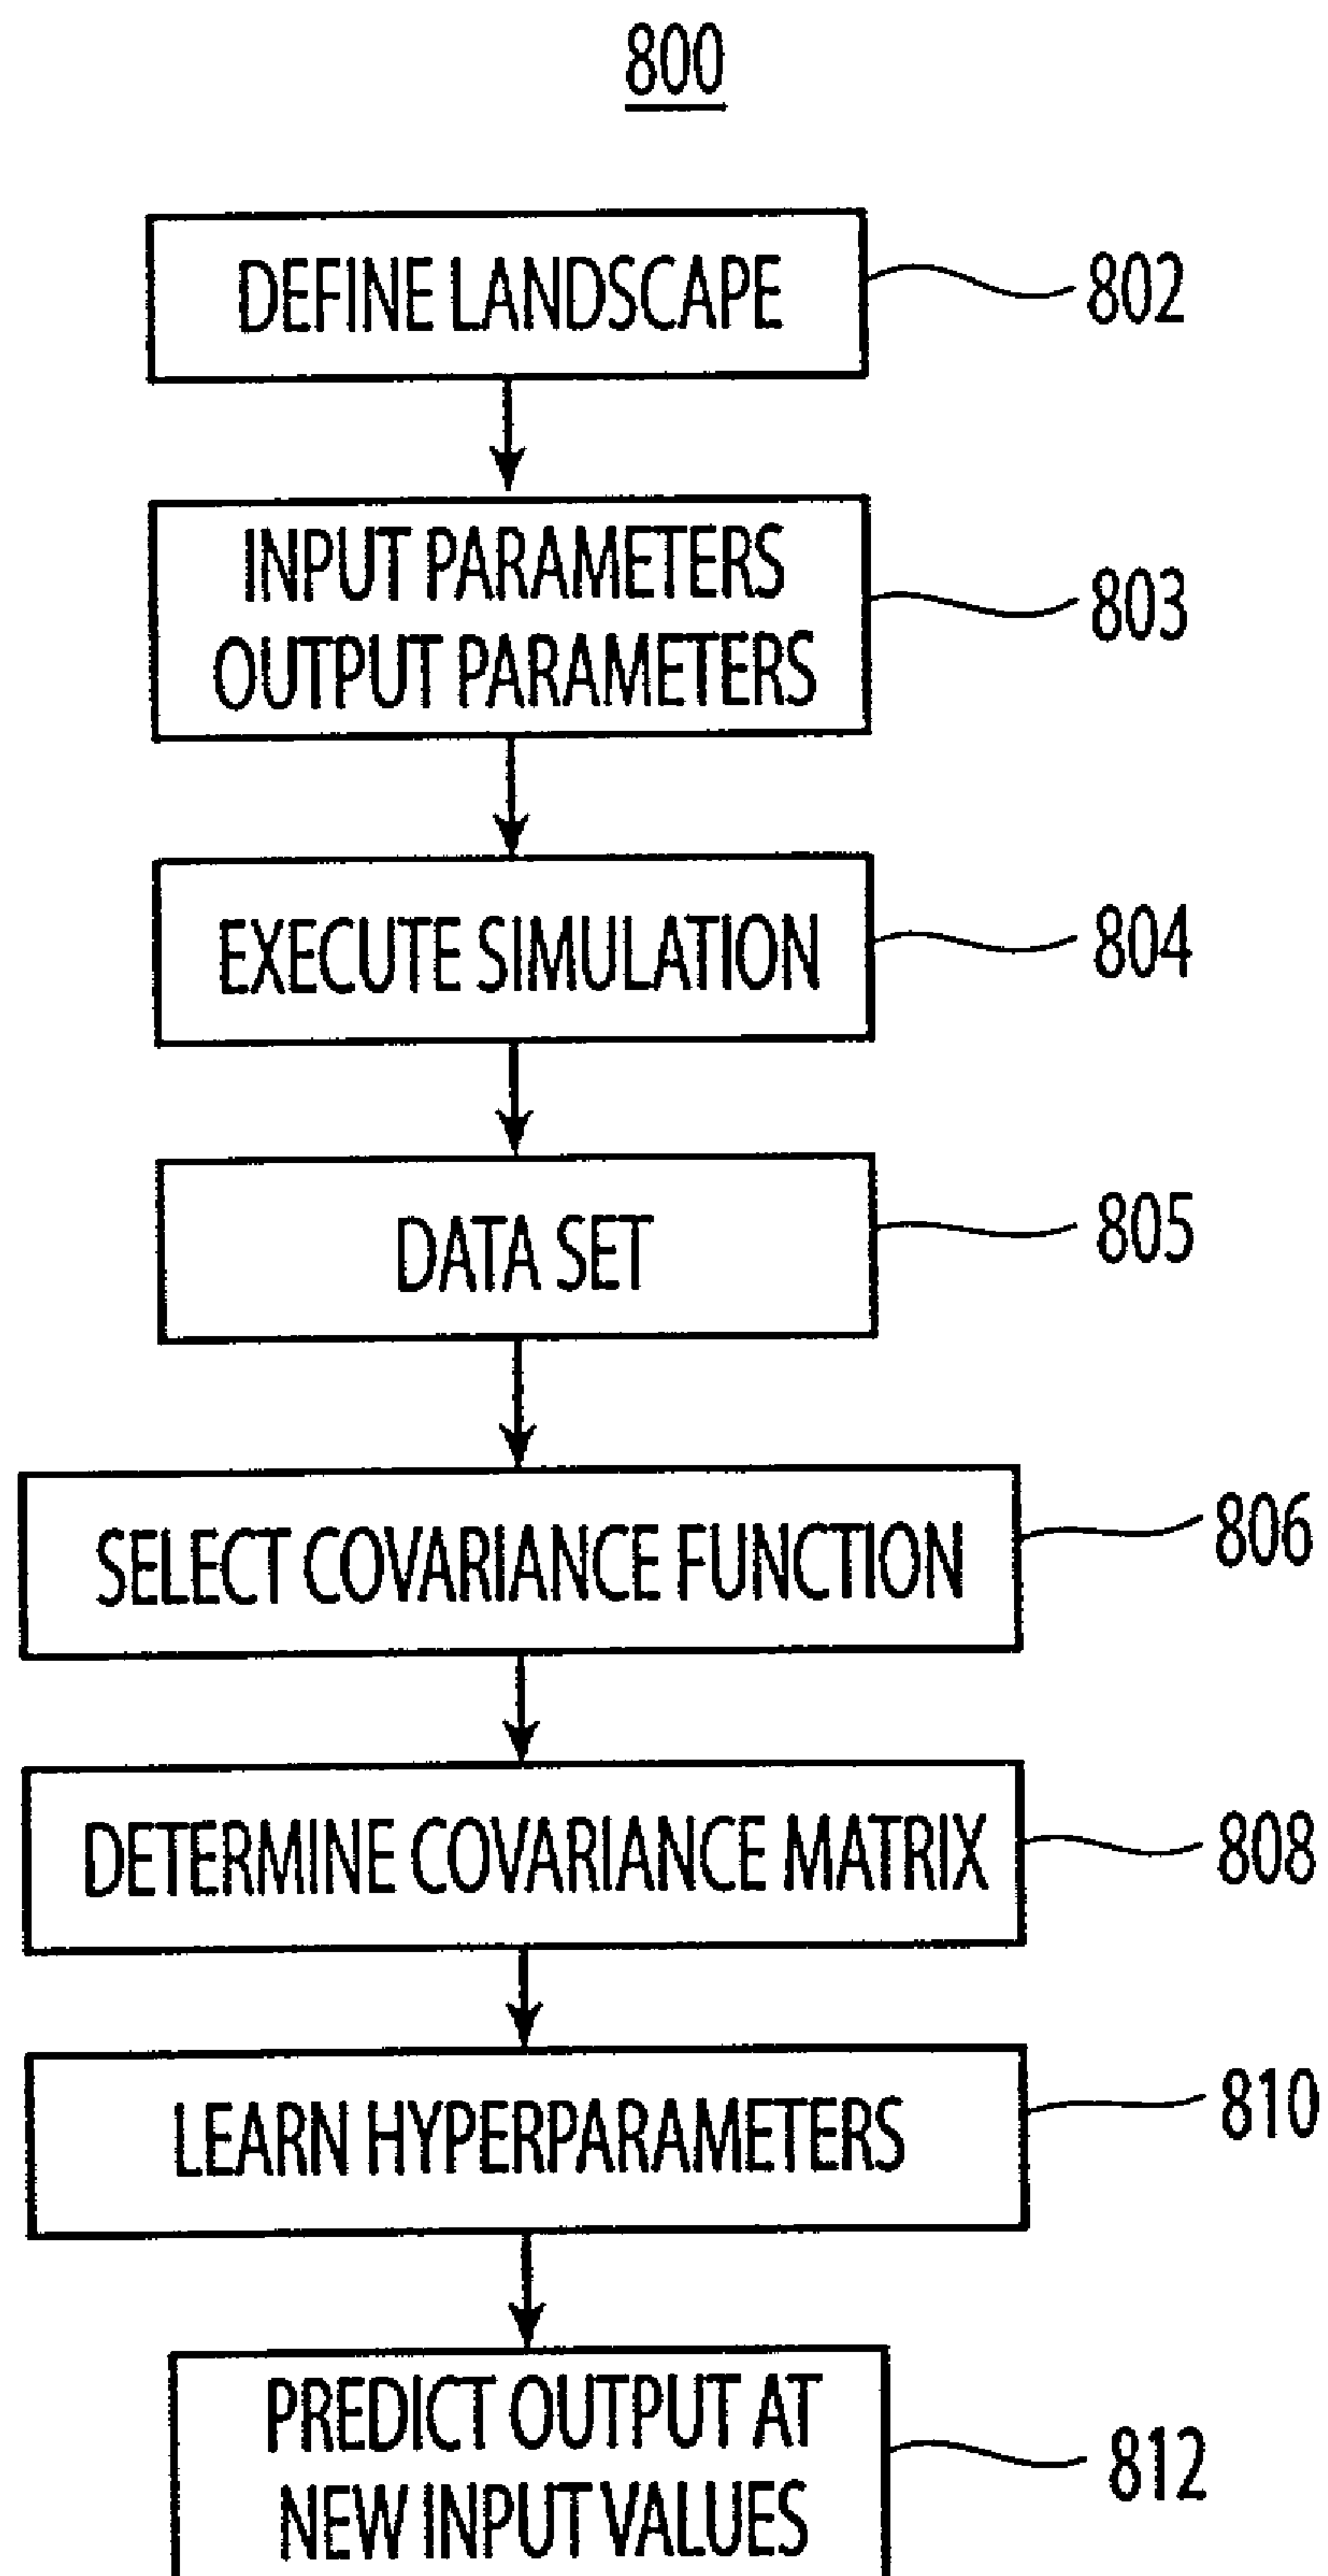 800
DEFINE LANDSCAPE
802
INPUT PARAMETERS
OUTPUT PARAMETERS
803
EXECUTE SIMULATION
804
DATA SET
805
SELECT COVARIANCE FUNCTION
806
DETERMINE COVARIANCE MATRIX
808
LEARN HYPERPARAMETERS
810
PREDICT OUTPUT AT
NEW INPUT VALUES
812